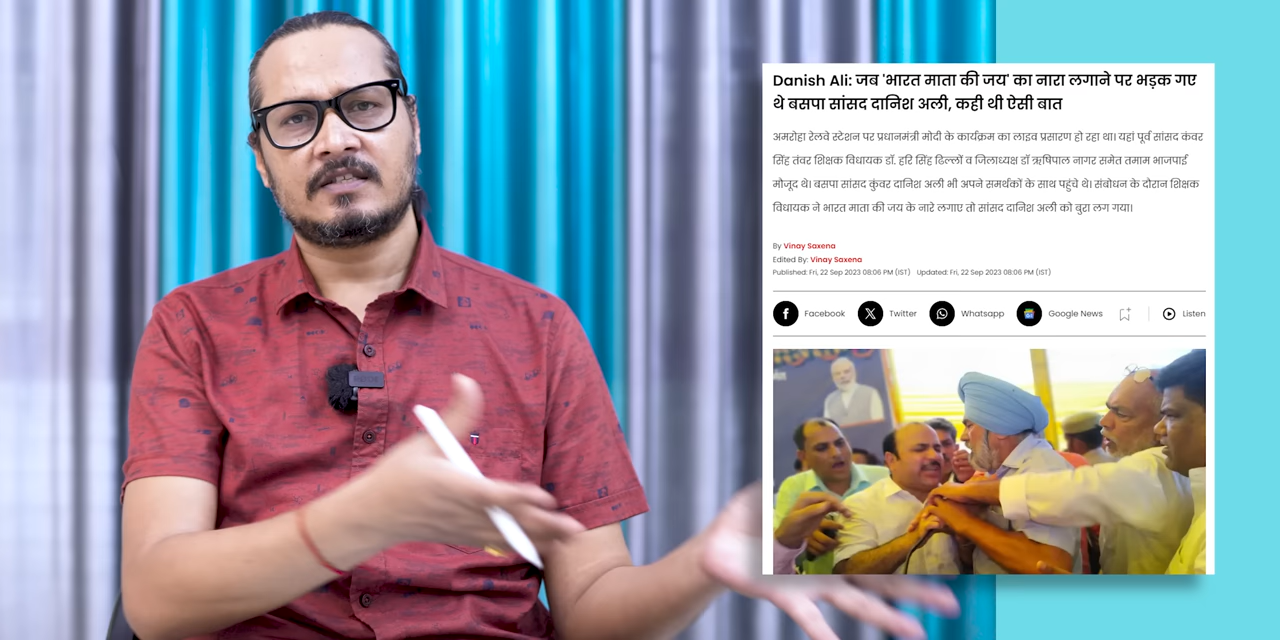 Danish Ali: जब 'भारत माता की जय' का नारा लगाने पर भड़क गए
थे बसपा सांसद दानिश अली, कही थी ऐसी बात
अमरोहा रेलवे स्टेशन पर प्रधानमंत्री मोदी के कार्यक्रम का लाइव प्रसारण हो रहा था। यहां पूर्व सांसद कंवर
सिंह तंवर शिक्षक विधायक डॉ. हरि सिंह ढिल्लों व जिलाध्यक्ष डॉ ऋषिपाल नागर समेत तमाम भाजपाई
मौजूद थे। बसपा सांसद कुंवर दानिश अली भी अपने समर्थकों के साथ पहुंचे थे। संबोधन के दौरान शिक्षक
विधायक ने भारत माता की जय के नारे लगाए तो सांसद दानिश अली को बुरा लग गया।
By Vinay Saxena
Edited By: Vinay Saxena
Published: Fri, 22 Sep 2023 08:06 PM (IST) Updated: Fri, 22 Sep 2023 08:06 PM (IST)
Facebook Twitter Whatsapp Google News Listen